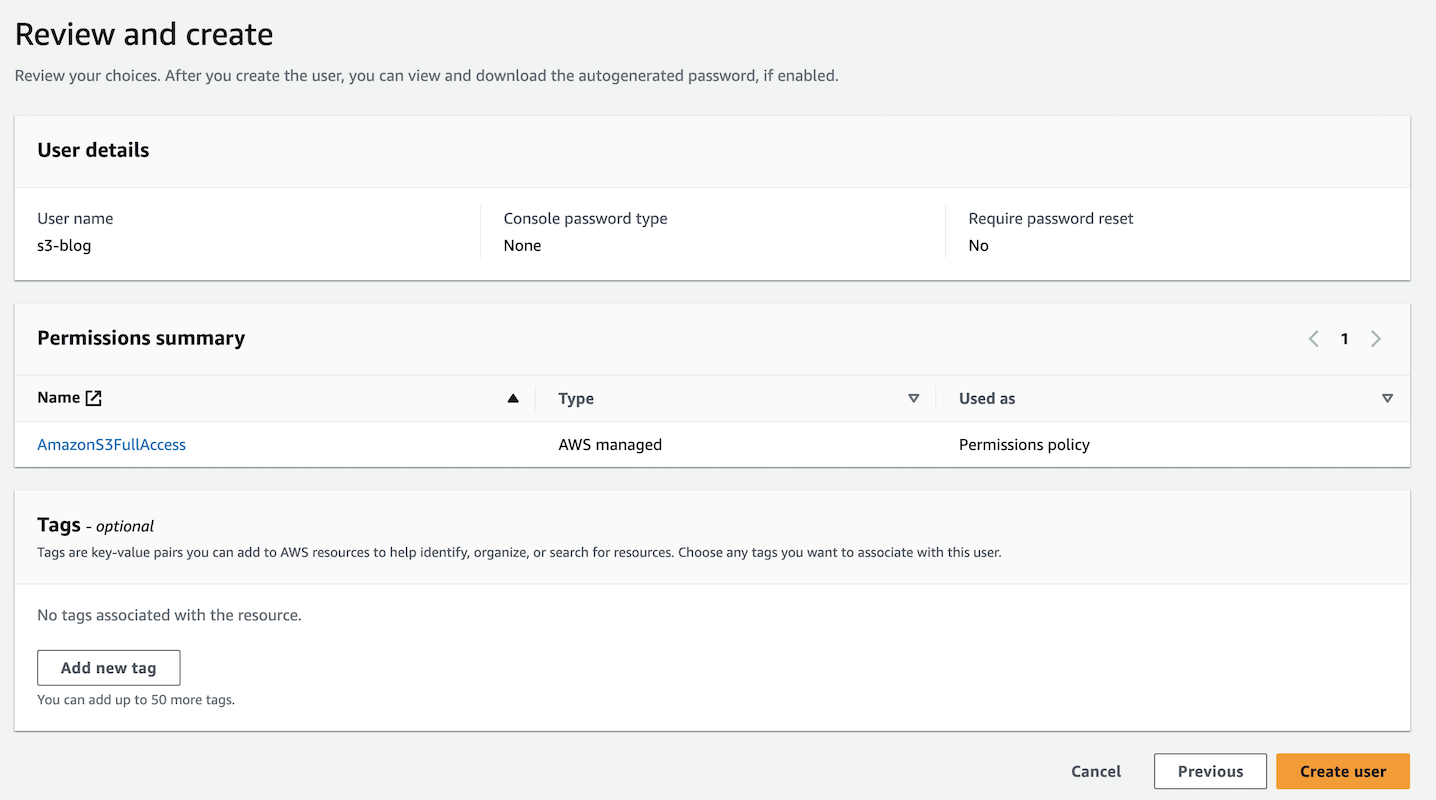 Review and create
Review your choices. After you create the user, you can view and download the autogenerated password, if enabled.
User details
User name
s3-blog
Console password type
None
Require password reset
No
Permissions summary
1
Name
Type
Used as
AmazonS3FullAccess
AWS managed
Permissions policy
Tags - optional
Tags are key-value pairs you can add to AWS resources to help identify, organize, or search for resources. Choose any tags you want to associate with this user.
No tags associated with the resource.
Add new tag
You can add up to 50 more tags.
Cancel
Previous
Create user